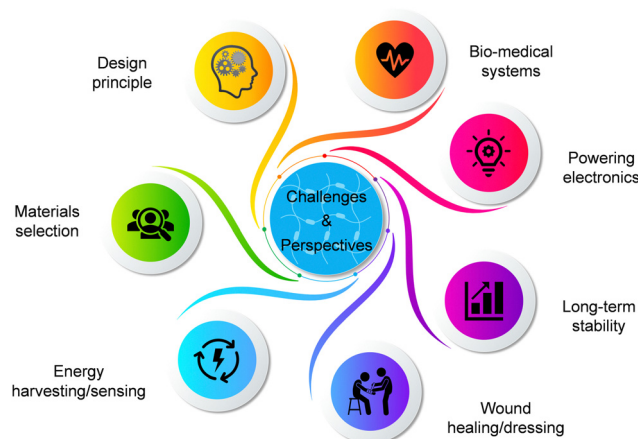 Design
principle
Bio-medical
systems
Powering
electronics
Challenges
&
Perspectives
Materials
selection
Long-term
stability
Energy
harvesting/sensing
Wound
healing/dressing